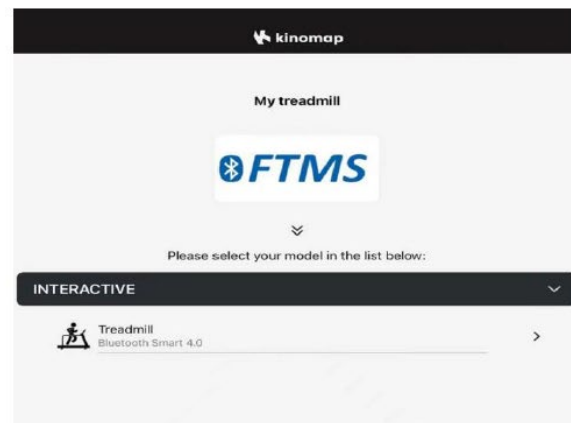 kinomap
My treadmill
FTMS
Please select your model in the list below:
INTERACTIVE
Treadmill
Bluetooth Smart 4.0